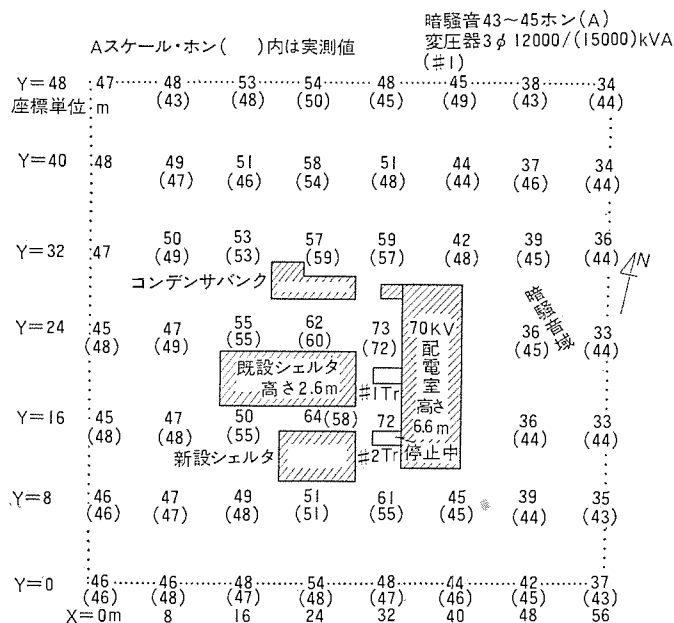 暗騒音43～45ホン(A)
Aスケール・ホン(　)内は実測値
変圧器3φ12000/(15000)kVA
(#1)
Y=48 47 48 53 54 48 45 38 34
座標単位 m (43) (48) (50) (45) (49) (43) (44)
Y=40 48 49 51 58 51 44 37 34
(47) (46) (54) (48) (44) (46) (44)
Y=32 47 50 53 57 59 42 39 36
(49) (53) (59) (57) (48) (45) (44)
N
コンデンサバンク
暗騒音域
Y=24 45 47 55 62 73 70KV 36 33
(48) (49) (55) (60) (72) 配電室 (45) (44)
既設シェルタ
高さ2.6m #1Tr 高さ
6.6m
Y=16 45 47 50 64(58) 72 36 33
(48) (48) (55) (44) (44)
新設シェルタ #2Tr 停止中
Y=8 46 47 49 51 61 45 39 35
(46) (47) (48) (51) (55) (45) (44) (43)
Y=0 46 46 48 54 48 44 42 37
(46) (48) (47) (48) (47) (46) (45) (43)
X=0m 8 16 24 32 40 48 56